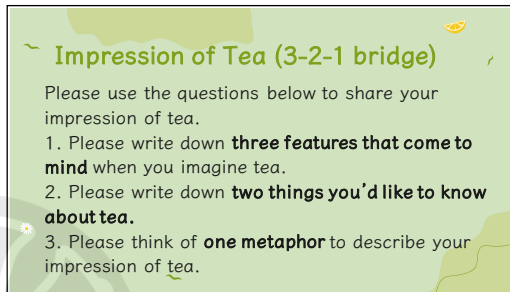 Impression of Tea (3-2-1 bridge)
Please use the questions below to share your
impression of tea.
1. Please write down three features that come to
mind when you imagine tea.
2. Please write down two things you'd like to know
about tea.
3. Please think of one metaphor to describe your
impression of tea.